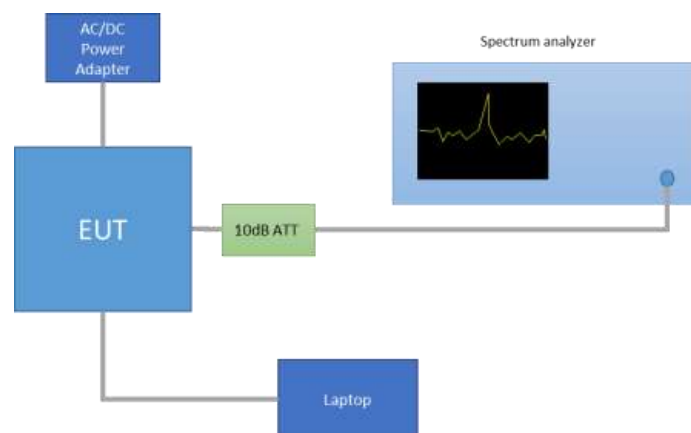 AC/DC
Power
Adapter
Spectrum analyzer
EUT
10dB ATT
Laptop